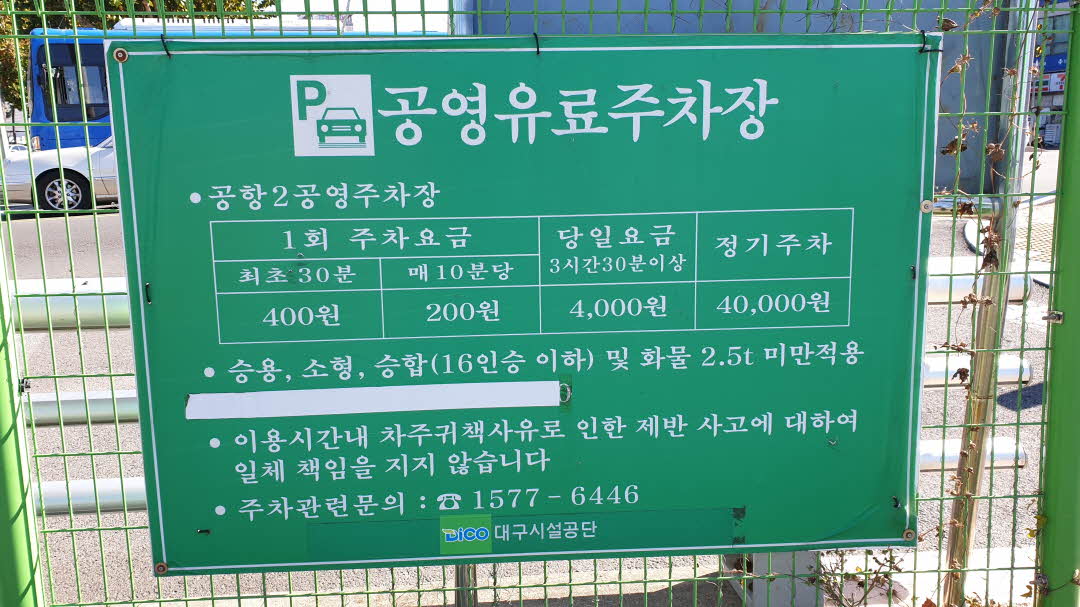 P 공영유료주차장
● 공항2공영주차장
1회 주차요금 당일요금 3시간30분이상 정기주차
최초 30분 매10분당
400원 200원 4,000원 40,000원
● 승용, 소형, 승합(16인승 이하) 및 화물 2.5t 미만적용
● 이용시간내 차주귀책사유로 인한 제반 사고에 대하여
일체 책임을 지지 않습니다
● 주차관련문의 : ☎ 1577-6446
DICO 대구시설공단